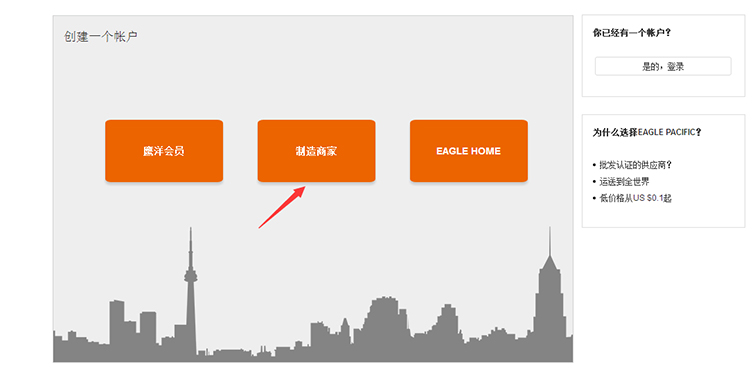 创建一个帐户
鹰洋会员
制造商家
EAGLE HOME
你已经有一个帐户?
是的，登录
为什么选择EAGLE PACIFIC?
批发认证的供应商?
运送到全世界
低价格从US $0.1起